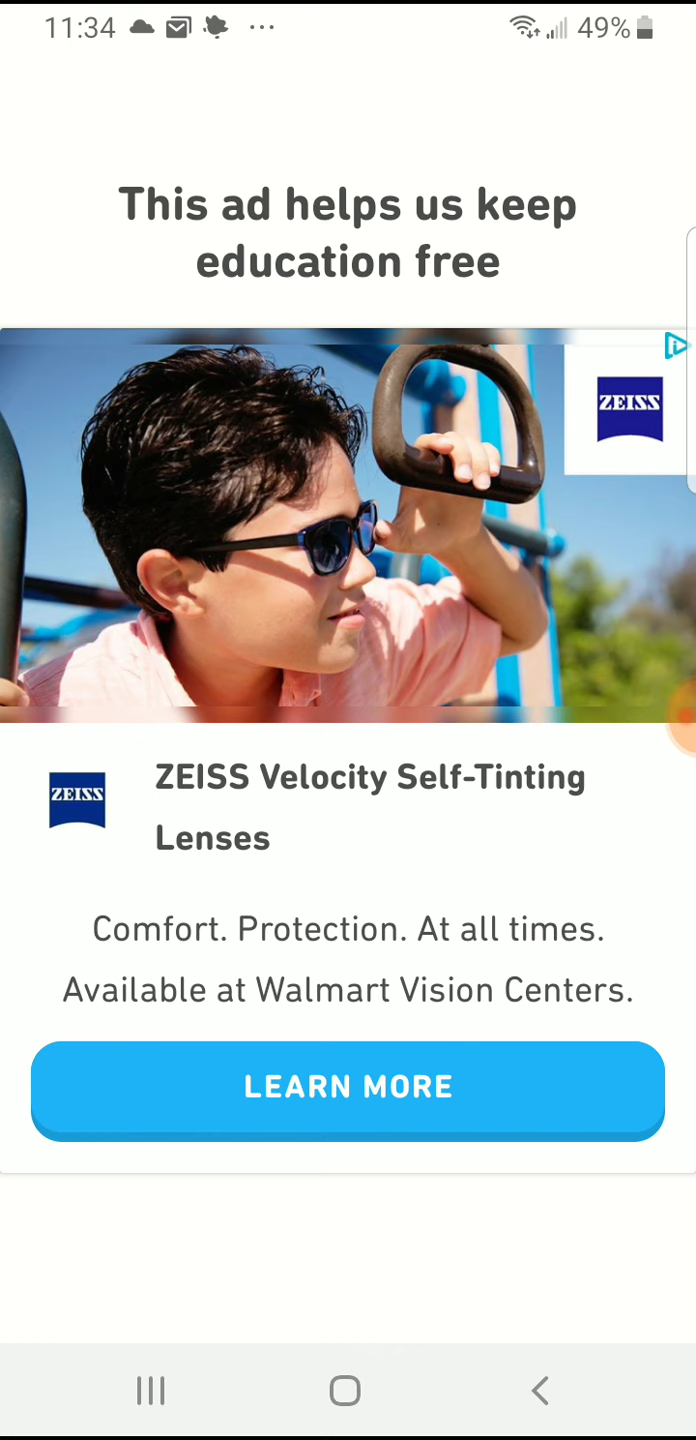 11:34 ... 49%
This ad helps us keep
education free
ZEISS
ZEISS
ZEISS Velocity Self-Tinting
Lenses
Comfort. Protection. At all times.
Available at Walmart Vision Centers.
LEARN MORE